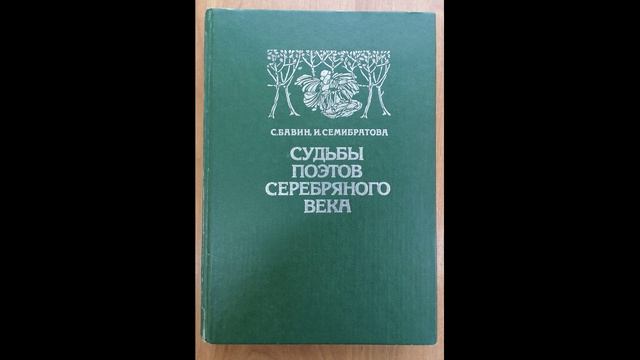 С.БАВИН, И.СЕМИБРАТОВА
СУДЬБЫ
ПОЭТОВ
СЕРЕБРЯНОГО
ВЕКА